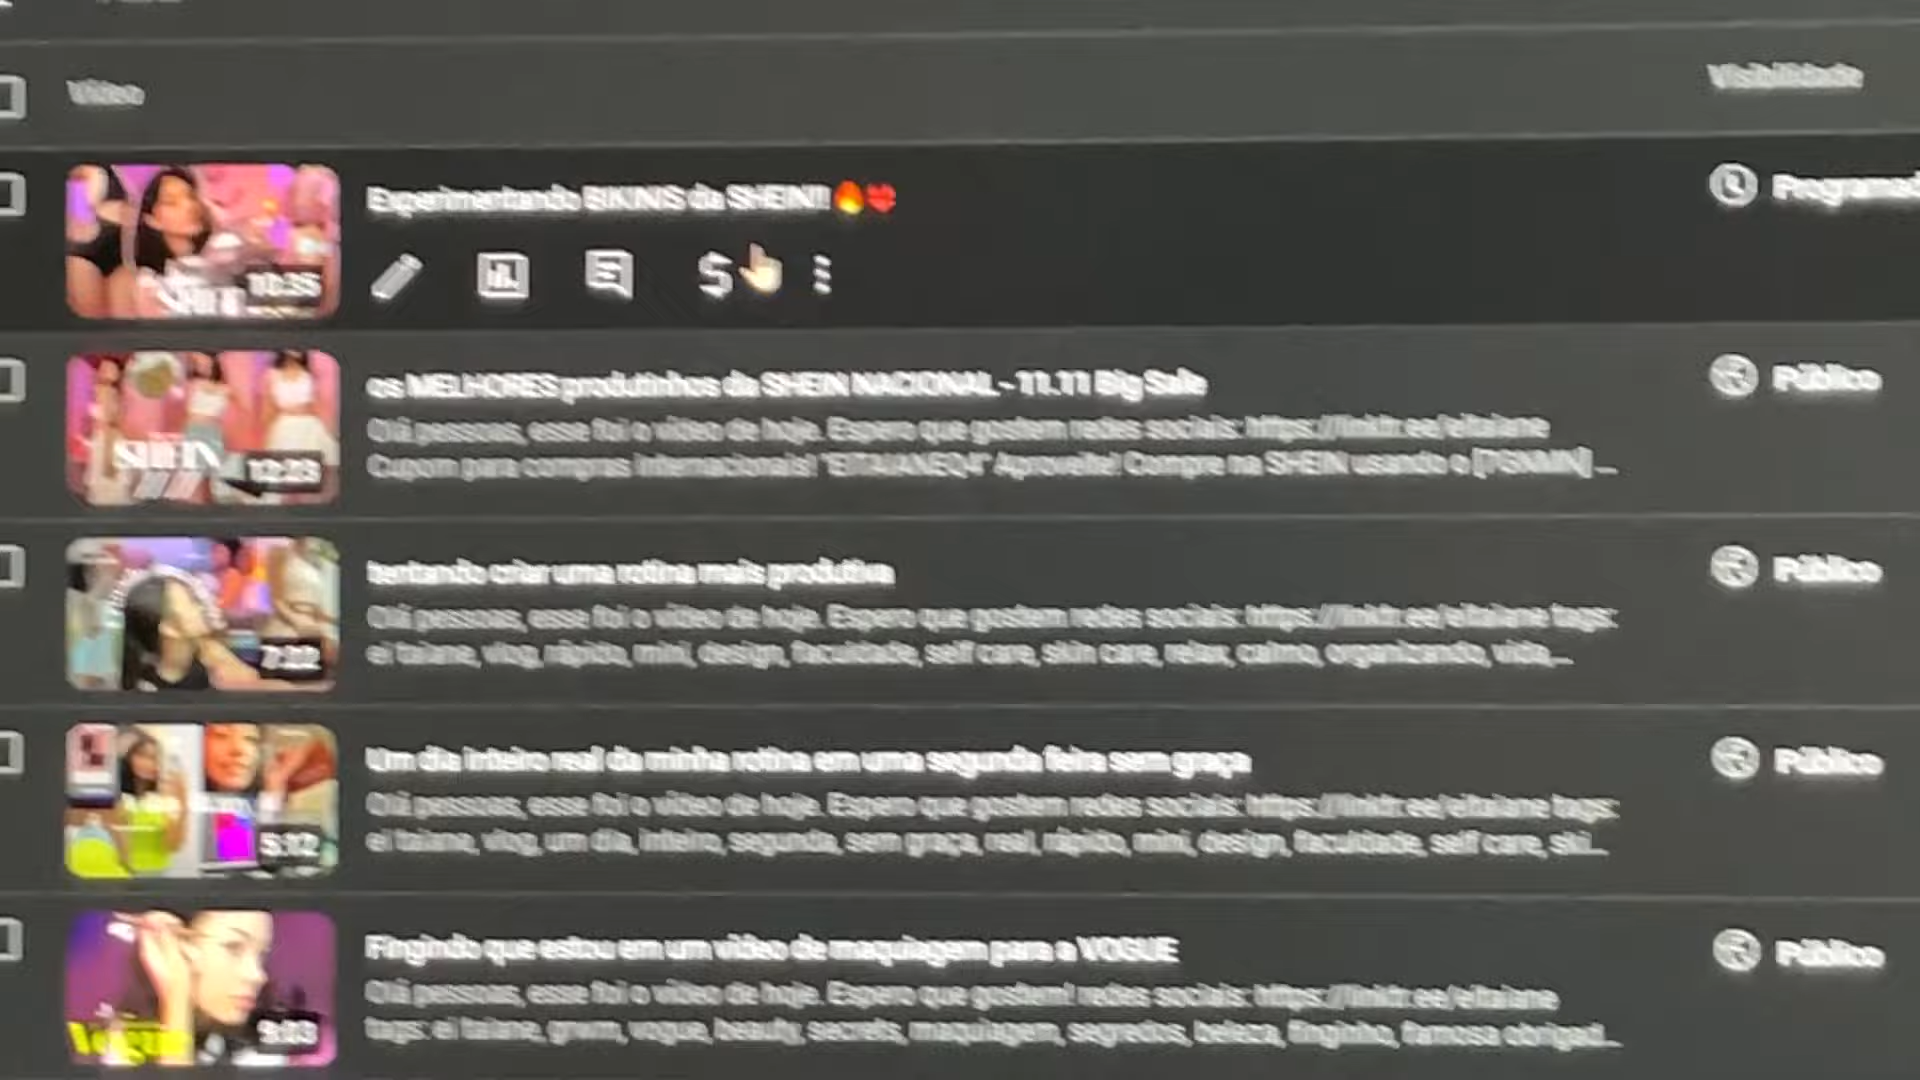 Vídeo
Visibilidade
Experimentando BIKINIS da SHEIN!! 🔥❤️
Programad
10:35
os MELHORES produtinhos da SHEIN NACIONAL - 11.11 Big Sale
Público
Olá pessoas, esse foi o vídeo de hoje. Espero que gostem redes sociais: https://linktr.ee/eitaiane
Cupom para compras internacionais! "EITAIANEQ4" Aproveite! Compre na SHEIN usando o ...
SHEIN
12:23
tentando criar uma rotina mais produtiva
Público
Olá pessoas, esse foi o vídeo de hoje. Espero que gostem redes sociais: https://linktr.ee/eitaiane tags:
ei taiane, vlog, rápido, mini, design, faculdade, self care, skin care, relax, calmo, organizando, vida,...
7:22
Um dia inteiro real da minha rotina em uma segunda feira sem graça
Público
Olá pessoas, esse foi o vídeo de hoje. Espero que gostem redes sociais: https://linktr.ee/eitaiane tags:
ei taiane, vlog, um dia, inteiro, segunda, sem graça, real, rápido, mini, design, faculdade, self care, ski...
5:12
Fingindo que estou em um vídeo de maquiagem para a VOGUE
Público
Olá pessoas, esse foi o vídeo de hoje. Espero que gostem! redes sociais: https://linktr.ee/eitaiane
tags: ei taiane, grwm, vogue, beauty, secrets, maquiagem, segredos, beleza, finginho, famosa obrigad...
Vogue
9:03